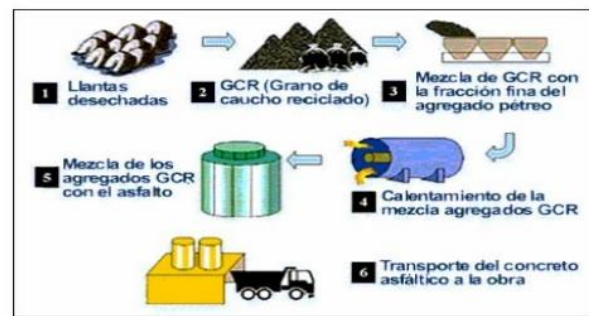 1 Llantas
desechadas
2 GCR (Grano de
caucho reciclado)
3 Mezcla de GCR con
la fracción fina del
agregado pétreo
4 Calentamiento de la
mezcla agregados GCR
5 Mezcla de los
agregados GCR
con el asfalto
6 Transporte del concreto
asfáltico a la obra